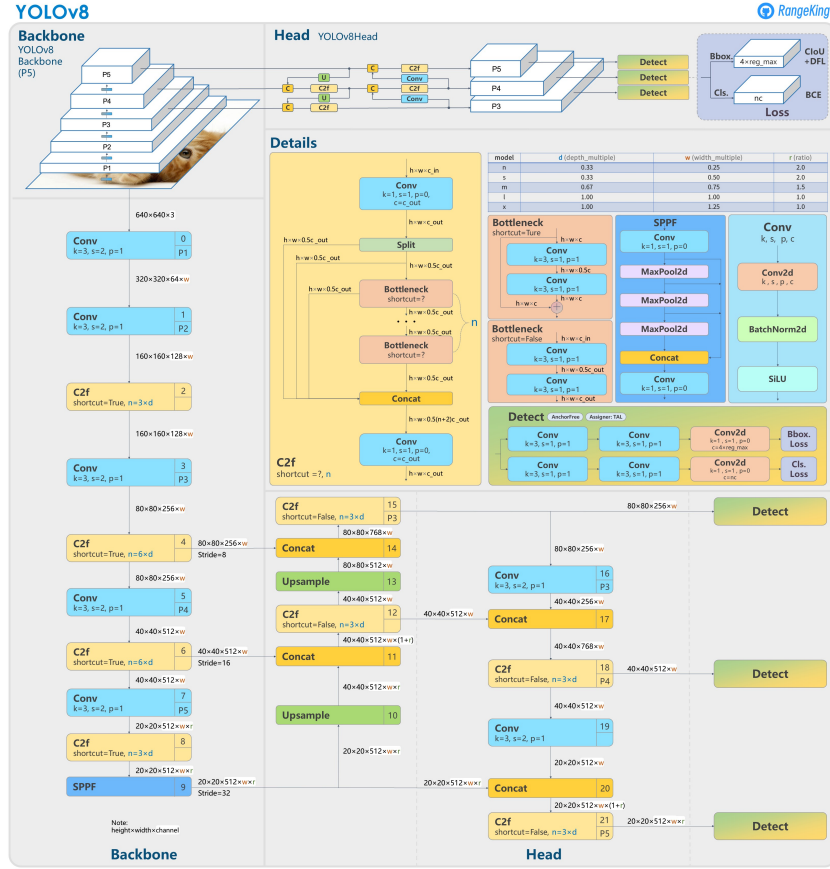 YOLOv8
RangeKing
Backbone
YOLOv8
Backbone
(P5)
P5
P4
P3
P2
P1
Head YOLOv8Head
C
C2f
U
Conv
C
C2f
C
C2f
U
Conv
C
C2f
P5
P4
P3
Detect
Detect
Detect
Bbox.
4×reg_max
CIoU
+DFL
Cls.
nc
BCE
Loss
Details
h×w×c_in
Conv
k=1, s=1, p=0,
c=c_out
h×w×c_out
Split
h×w×0.5c_out
h×w×0.5c_out
h×w×0.5c_out
h×w×0.5c_out
Bottleneck
shortcut=?
h×w×0.5c_out
• • •
h×w×0.5c_out
n
Bottleneck
shortcut=?
h×w×0.5c_out
Concat
h×w×0.5(n+2)c_out
Conv
k=1, s=1, p=0,
c=c_out
h×w×c_out
C2f
shortcut =?, n
model d (depth_multiple) w (width_multiple) r (ratio)
n 0.33 0.25 2.0
s 0.33 0.50 2.0
m 0.67 0.75 1.5
l 1.00 1.00 1.0
x 1.00 1.25 1.0
Bottleneck
shortcut=Ture
h×w×c
Conv
k=3, s=1, p=1
h×w×0.5c
Conv
k=3, s=1, p=1
h×w×c
h×w×c
+
Bottleneck
shortcut=False
h×w×c_in
Conv
k=3, s=1, p=1
h×w×0.5c_out
Conv
k=3, s=1, p=1
h×w×c_out
SPPF
Conv
k=1, s=1, p=0
MaxPool2d
MaxPool2d
MaxPool2d
Concat
Conv
k=1, s=1, p=0
Conv
k, s, p, c
Conv2d
k , s , p , c
BatchNorm2d
SiLU
Detect AnchorFree Assigner: TAL
Conv
k=3, s=1, p=1
Conv
k=3, s=1, p=1
Conv2d
k=1 , s=1, p=0
c=4×reg_max
Bbox.
Loss
Conv
k=3, s=1, p=1
Conv
k=3, s=1, p=1
Conv2d
k=1 , s=1, p=0
c=nc
Cls.
Loss
640×640×3
Conv 0
k=3, s=2, p=1 P1
320×320×64×w
Conv 1
k=3, s=2, p=1 P2
160×160×128×w
C2f 2
shortcut=True, n=3×d
160×160×128×w
Conv 3
k=3, s=2, p=1 P3
80×80×256×w
C2f 4
shortcut=True, n=6×d
80×80×256×w
Stride=8
80×80×256×w
Conv 5
k=3, s=2, p=1 P4
40×40×512×w
C2f 6
shortcut=True, n=6×d
40×40×512×w
Stride=16
40×40×512×w
Conv 7
k=3, s=2, p=1 P5
20×20×512×w×r
C2f 8
shortcut=True, n=3×d
20×20×512×w×r
SPPF 9
20×20×512×w×r
Stride=32
Note:
height×width×channel
Backbone
C2f 15
shortcut=False, n=3×d P3
80×80×256×w
80×80×768×w
Concat 14
80×80×512×w
Upsample 13
40×40×512×w
C2f 12
shortcut=False, n=3×d
40×40×512×w
40×40×512×w×(1+r)
Concat 11
40×40×512×w×r
Upsample 10
20×20×512×w×r
Detect
80×80×256×w
Conv 16
k=3, s=2, p=1 P3
40×40×256×w
Concat 17
40×40×768×w
C2f 18
shortcut=False, n=3×d P4
40×40×512×w
Detect
40×40×512×w
Conv 19
k=3, s=2, p=1
20×20×512×w
20×20×512×w×r
Concat 20
20×20×512×w×(1+r)
C2f 21
shortcut=False, n=3×d P5
20×20×512×w×r
Detect
Head